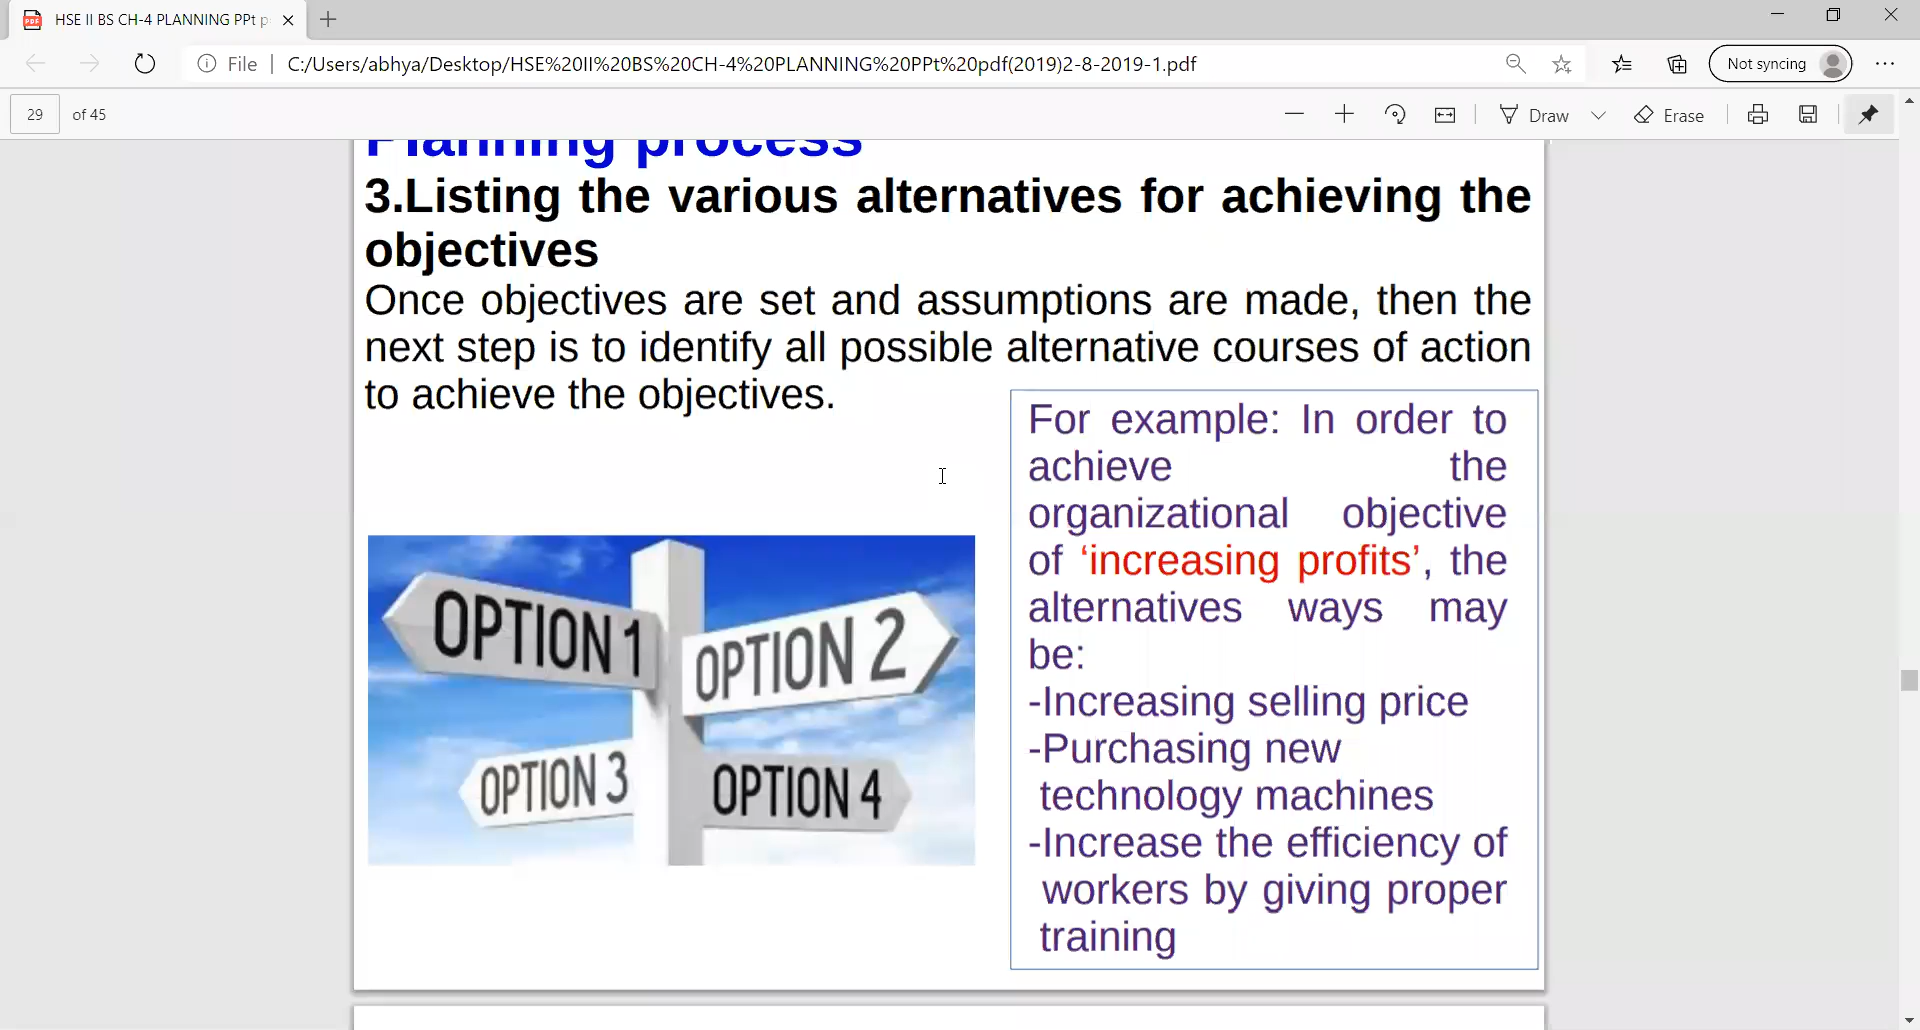 HSE II BS CH-4 PLANNING PPt p
File
C:/Users/abhya/Desktop/HSE%20II%20BS%20CH-4%20PLANNING%20PPt%20pdf(2019)2-8-2019-1.pdf
Not syncing
29 of 45
Draw
Erase
Planning process
3.Listing the various alternatives for achieving the
objectives
Once objectives are set and assumptions are made, then the
next step is to identify all possible alternative courses of action
to achieve the objectives.
OPTION 1
OPTION 2
OPTION 3
OPTION 4
For example: In order to
achieve the
organizational objective
of ‘increasing profits’, the
alternatives ways may
be:
-Increasing selling price
-Purchasing new
technology machines
-Increase the efficiency of
workers by giving proper
training